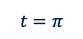 t = π